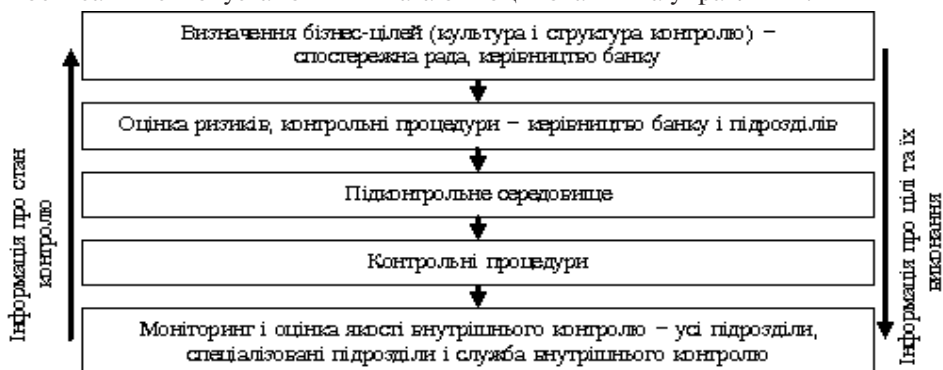 Визначення бізнес-цілей (культура і структура контролю) –
спостережна рада, керівництво банку
Оцінка ризиків, контрольні процедури – керівництво банку і підрозділів
Підконтрольне середовище
Контрольні процедури
Моніторинг і оцінка якості внутрішнього контролю – усі підрозділи,
спеціалізовані підрозділи і служба внутрішнього контролю
Інформація про стан
контролю
Інформація про цілі та їх
виконання